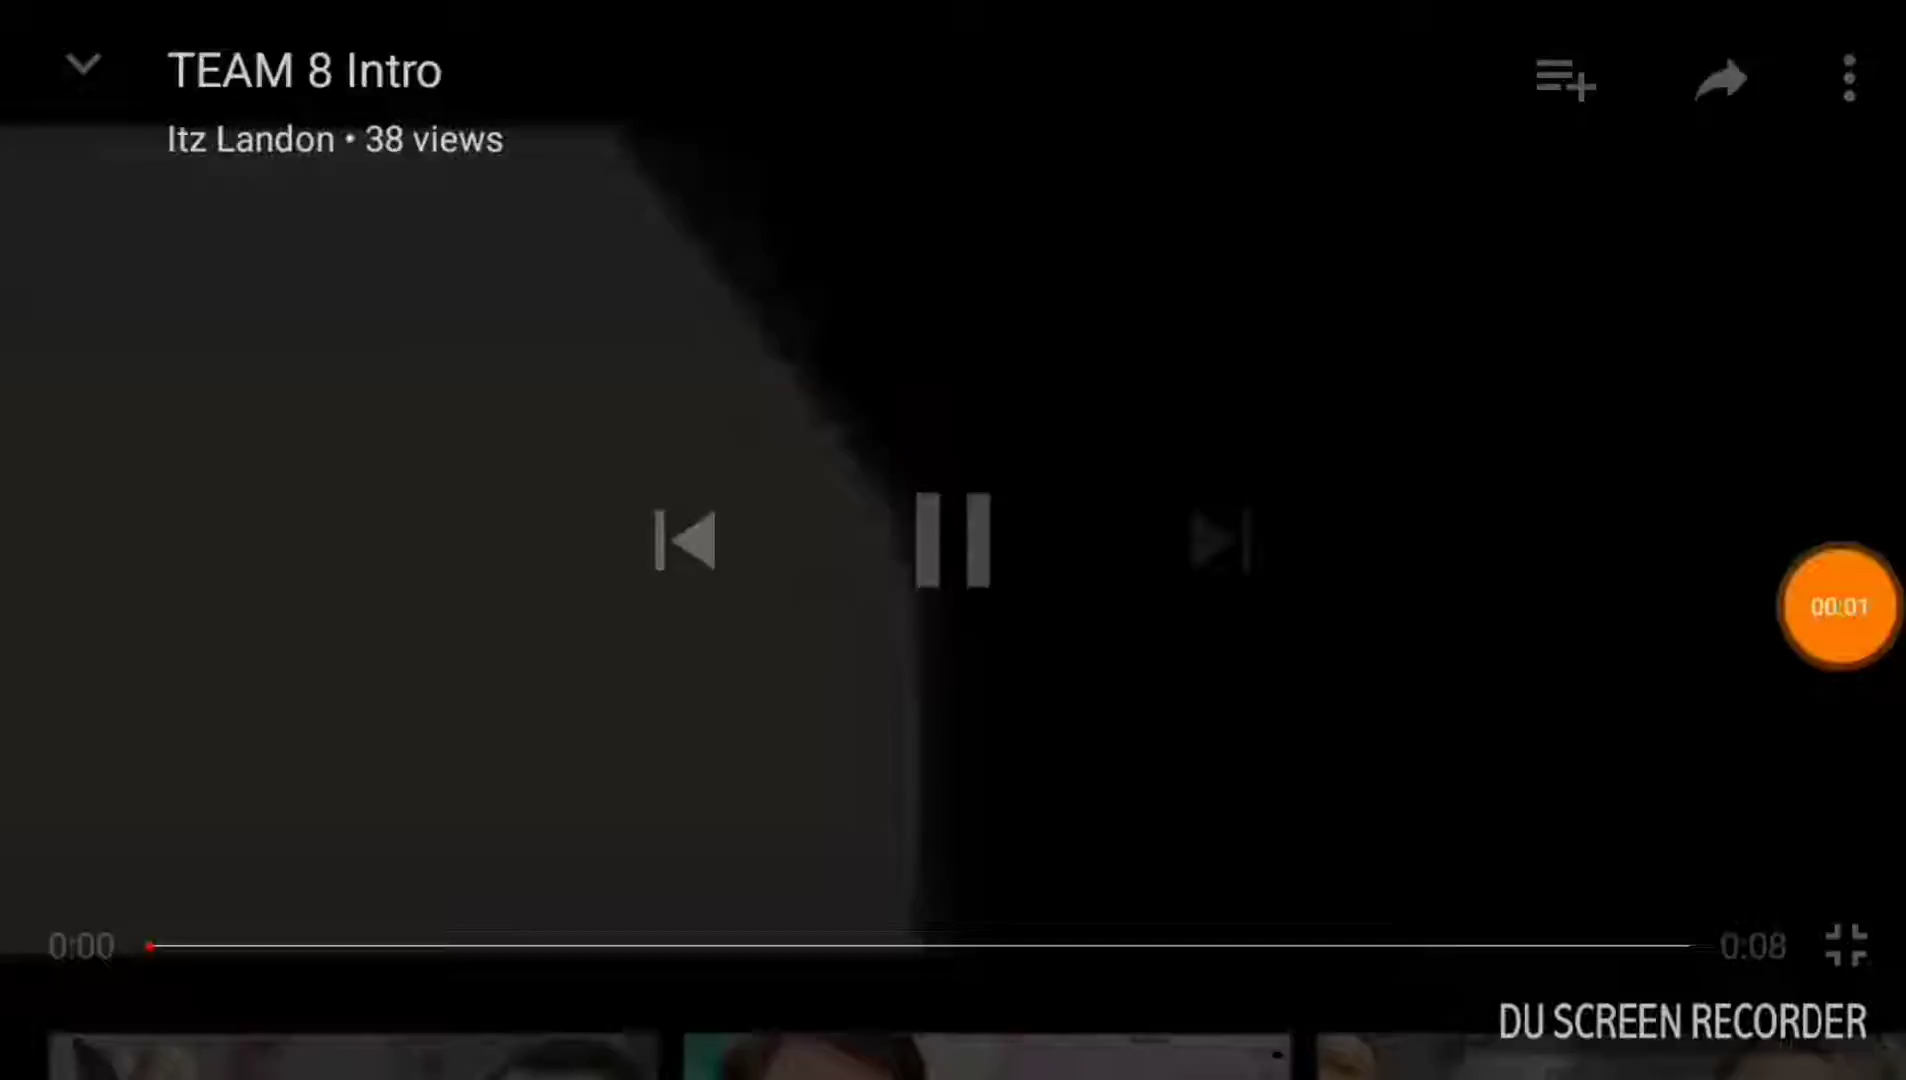 TEAM 8 Intro
Itz Landon • 38 views
00:01
0:00
0:08
DU SCREEN RECORDER